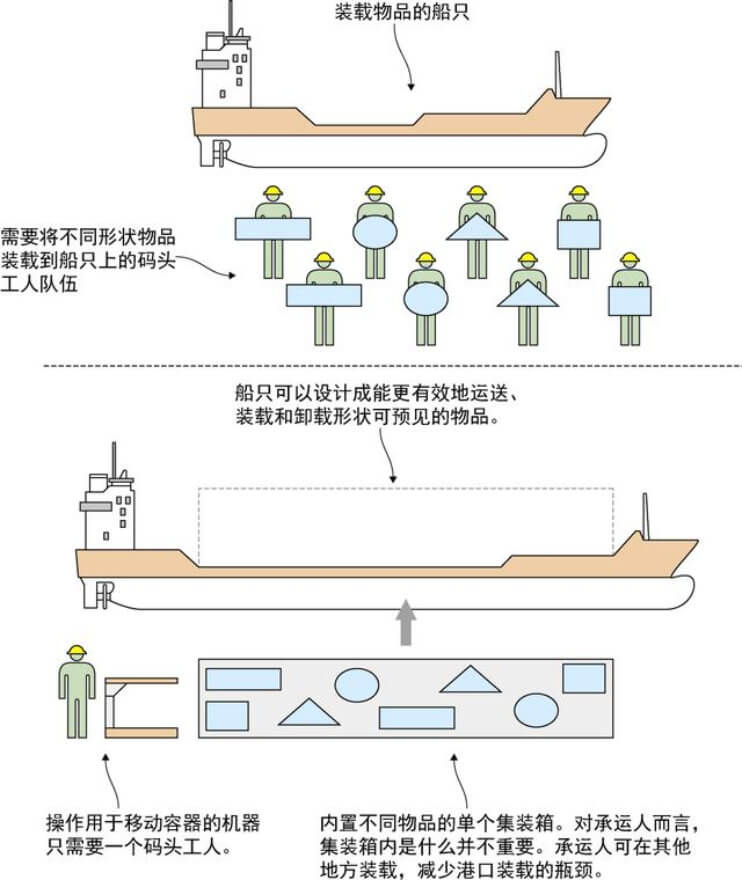 装载物品的船只
需要将不同形状物品
装载到船只上的码头
工人队伍
船只可以设计成能更有效地运送、
装载和卸载形状可预见的物品。
操作用于移动容器的机器
只需要一个码头工人。
内置不同物品的单个集装箱。对承运人而言，
集装箱内是什么并不重要。承运人可在其他
地方装载，减少港口装载的瓶颈。